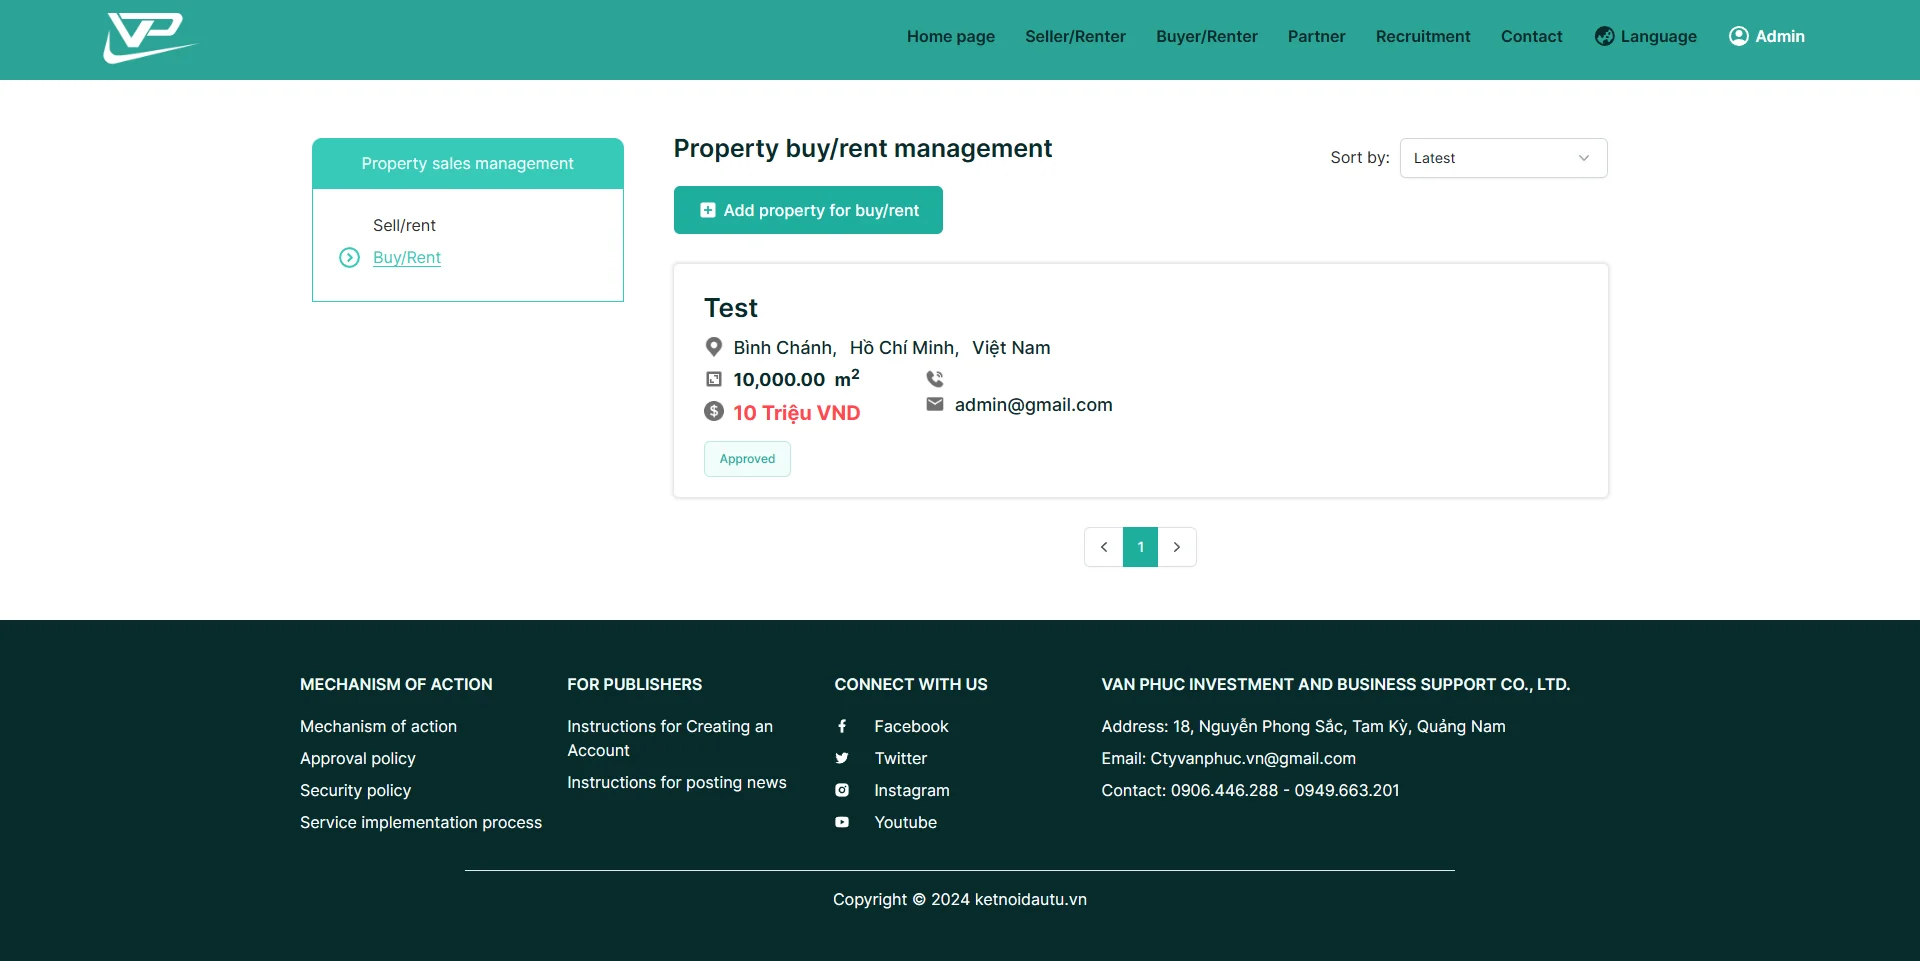 VP
Home page Seller/Renter Buyer/Renter Partner Recruitment Contact Language Admin
Property sales management
Sell/rent
Buy/Rent
Property buy/rent management
Sort by: Latest
Add property for buy/rent
Test
Bình Chánh, Hồ Chí Minh, Việt Nam
10,000.00 m²
10 Triệu VND
admin@gmail.com
Approved
1
MECHANISM OF ACTION
Mechanism of action
Approval policy
Security policy
Service implementation process
FOR PUBLISHERS
Instructions for Creating an
Account
Instructions for posting news
CONNECT WITH US
Facebook
Twitter
Instagram
Youtube
VAN PHUC INVESTMENT AND BUSINESS SUPPORT CO., LTD.
Address: 18, Nguyễn Phong Sắc, Tam Kỳ, Quảng Nam
Email: Ctyvanphuc.vn@gmail.com
Contact: 0906.446.288 - 0949.663.201
Copyright © 2024 ketnoidautu.vn